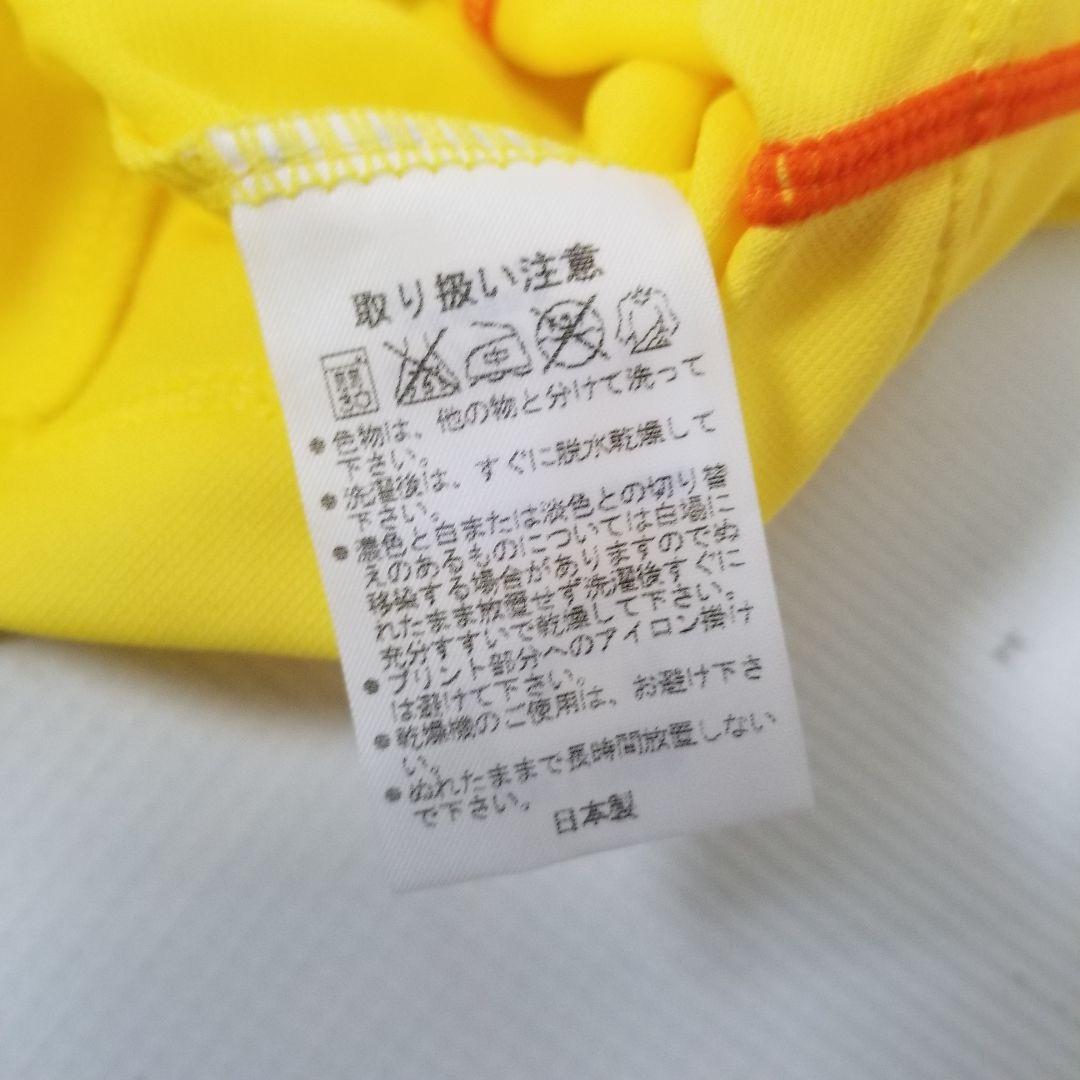 取り扱い注意
色物は、他の物と分けて洗って
下さい。
洗濯後は、すぐに脱水乾燥して
下さい。
濃色と白または淡色との切り替
えのあるものについては白場に
移染する場合がありますのでぬ
れたまま放置せず洗濯後すぐに
充分すすいで乾燥して下さい。
プリント部分へのアイロン掛け
は避けて下さい。
乾燥機のご使用は、お避け下さ
い。
ぬれたままで長時間放置しない
で下さい。
日本製